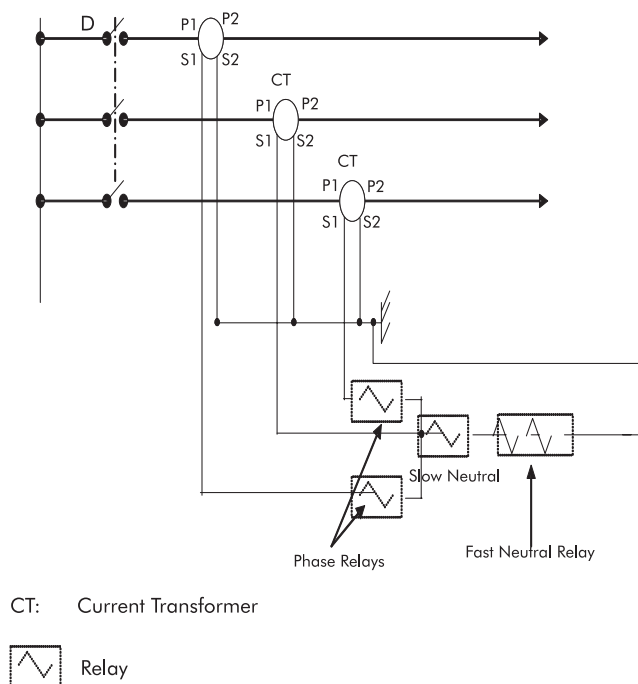 D
P1 P2
S1 S2
CT
P1 P2
S1 S2
CT
P1 P2
S1 S2
Slow Neutral
Phase Relays
Fast Neutral Relay
CT: Current Transformer
Relay